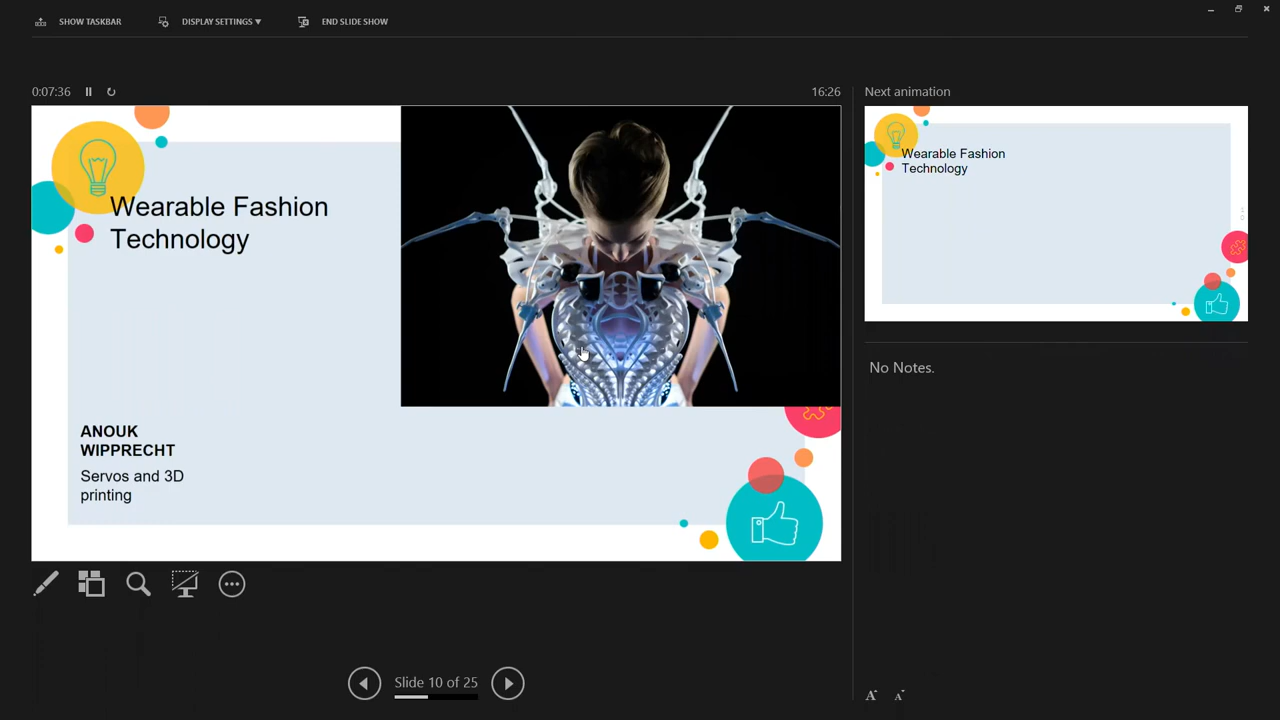 SHOW TASKBAR
DISPLAY SETTINGS ▼
END SLIDE SHOW
0:07:36
16:26
Next animation
Wearable Fashion
Technology
ANOUK
WIPPRECHT
Servos and 3D
printing
Wearable Fashion
Technology
No Notes.
Slide 10 of 25
A
A